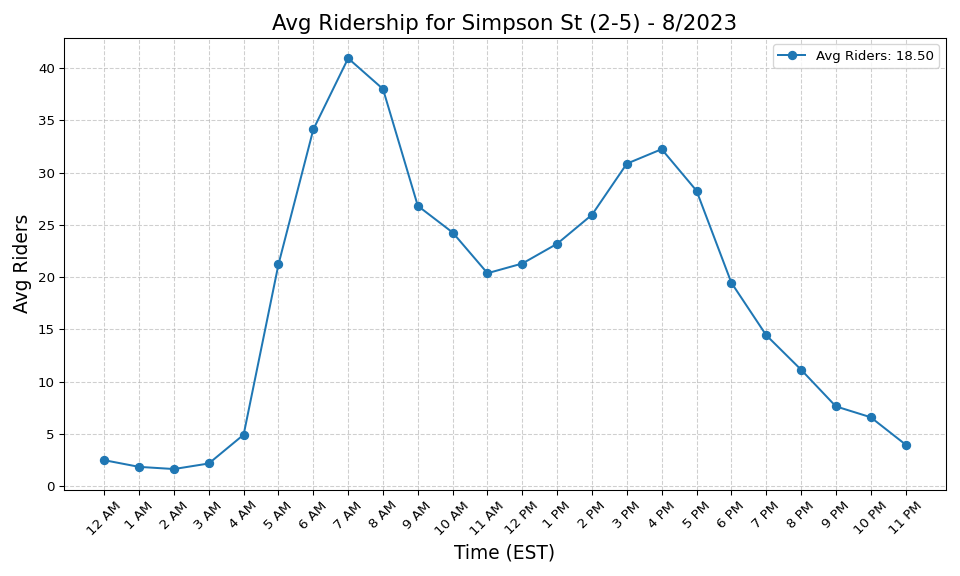 Avg Ridership for Simpson St (2-5) - 8/2023
Avg Riders: 18.50
Avg Riders
40
35
30
25
20
15
10
5
0
12 AM
1 AM
2 AM
3 AM
4 AM
5 AM
6 AM
7 AM
8 AM
9 AM
10 AM
11 AM
12 PM
1 PM
2 PM
3 PM
4 PM
5 PM
6 PM
7 PM
8 PM
9 PM
10 PM
11 PM
Time (EST)